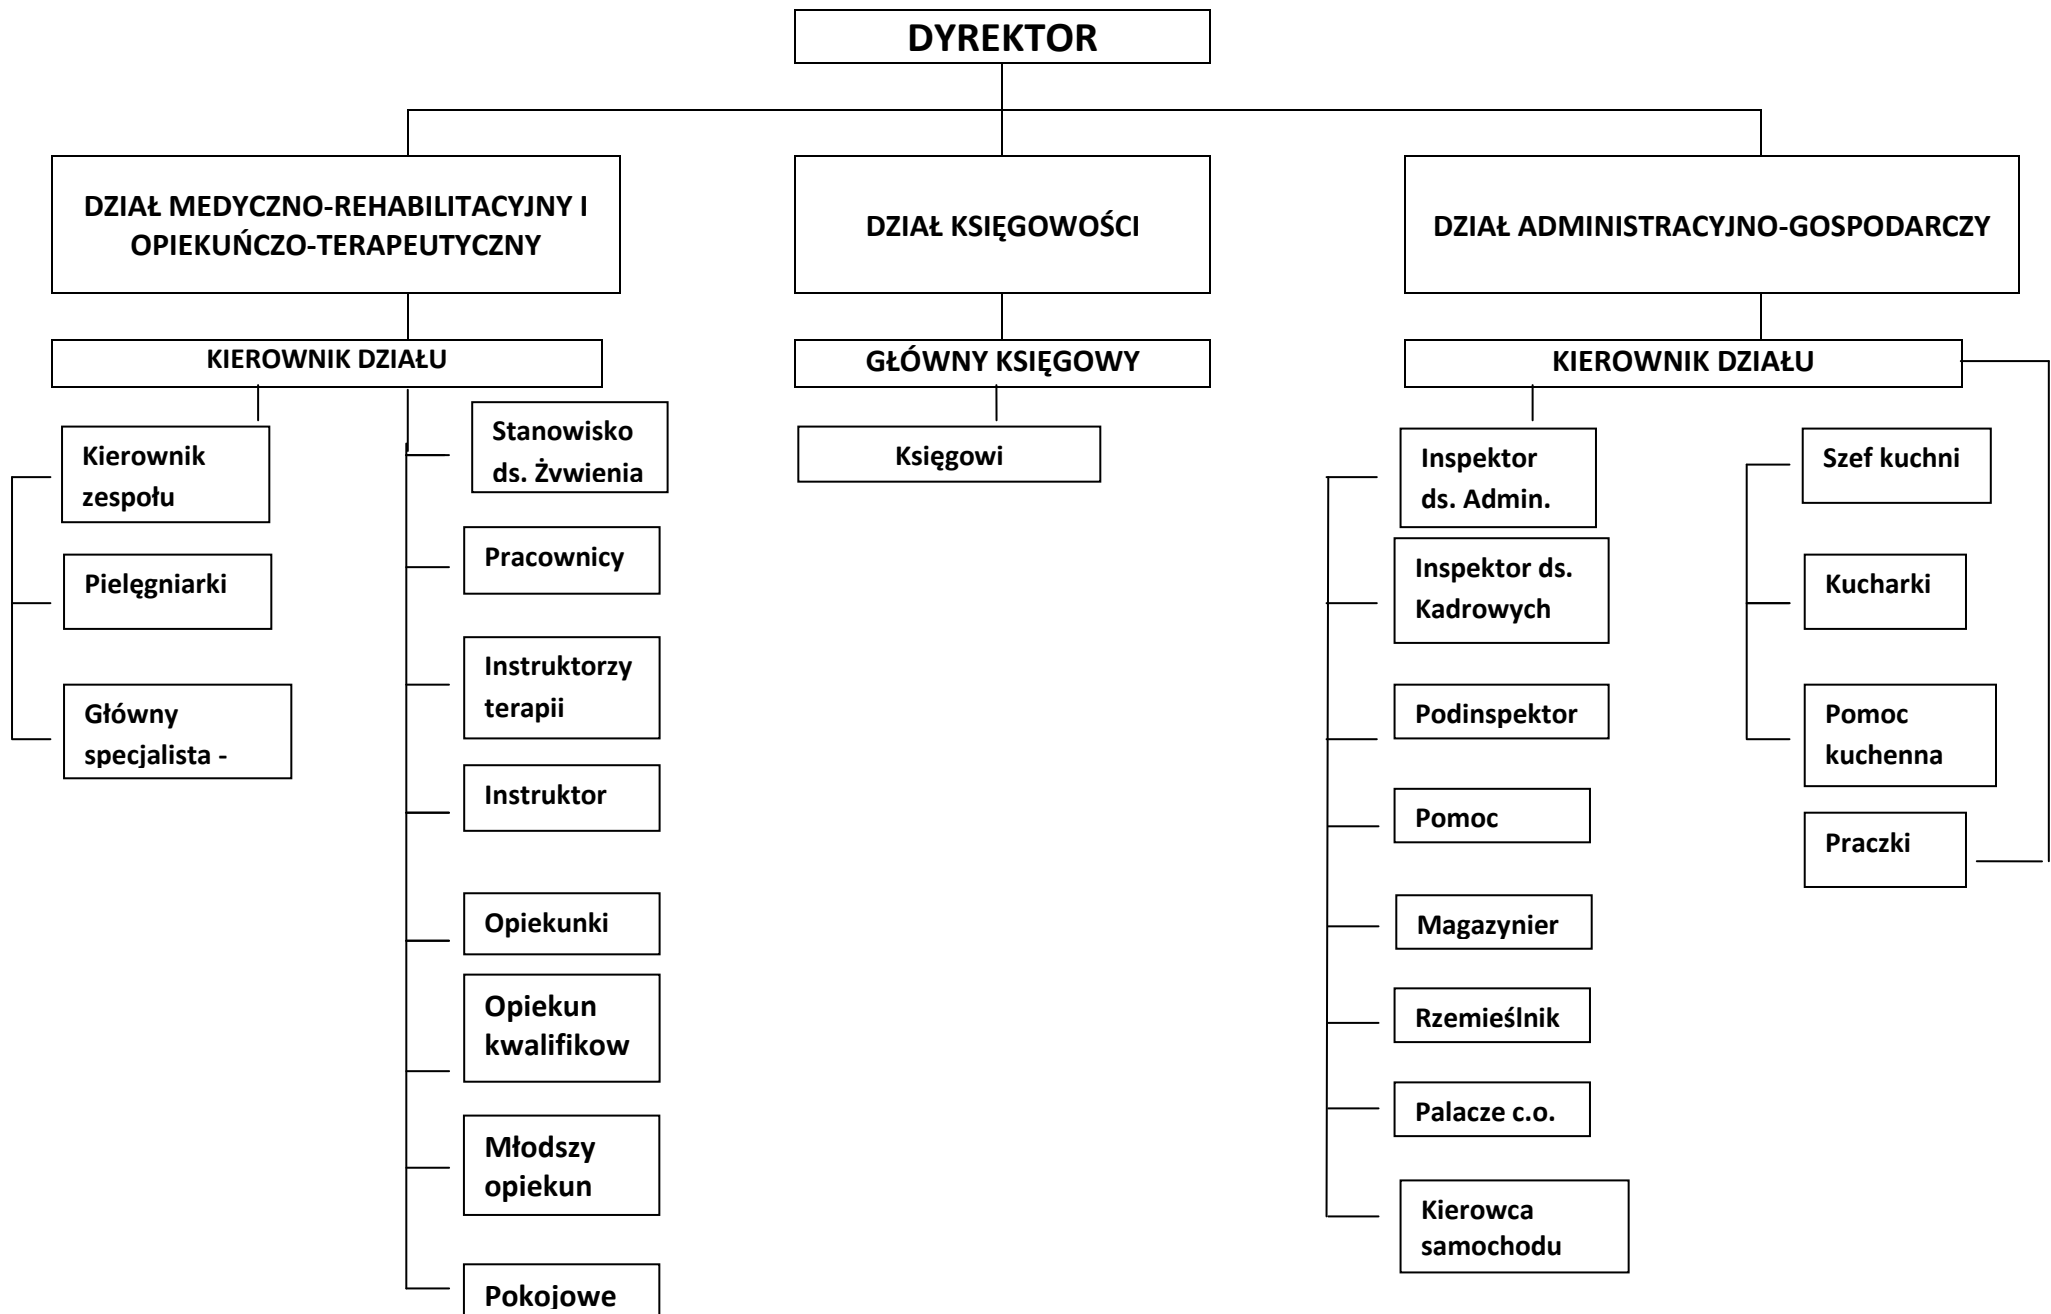 DYREKTOR
DZIAŁ MEDYCZNO-REHABILITACYJNY I
OPIEKUŃCZO-TERAPEUTYCZNY
DZIAŁ KSIĘGOWOŚCI
DZIAŁ ADMINISTRACYJNO-GOSPODARCZY
KIEROWNIK DZIAŁU
GŁÓWNY KSIĘGOWY
KIEROWNIK DZIAŁU
Kierownik
zespołu
Pielęgniarki
Główny
specjalista -
Stanowisko
ds. Żywienia
Pracownicy
Instruktorzy
terapii
Instruktor
Opiekunki
Opiekun
kwalifikow
Młodszy
opiekun
Pokojowe
Księgowi
Inspektor
ds. Admin.
Inspektor ds.
Kadrowych
Podinspektor
Pomoc
Magazynier
Rzemieślnik
Palacze c.o.
Kierowca
samochodu
Szef kuchni
Kucharki
Pomoc
kuchenna
Praczki